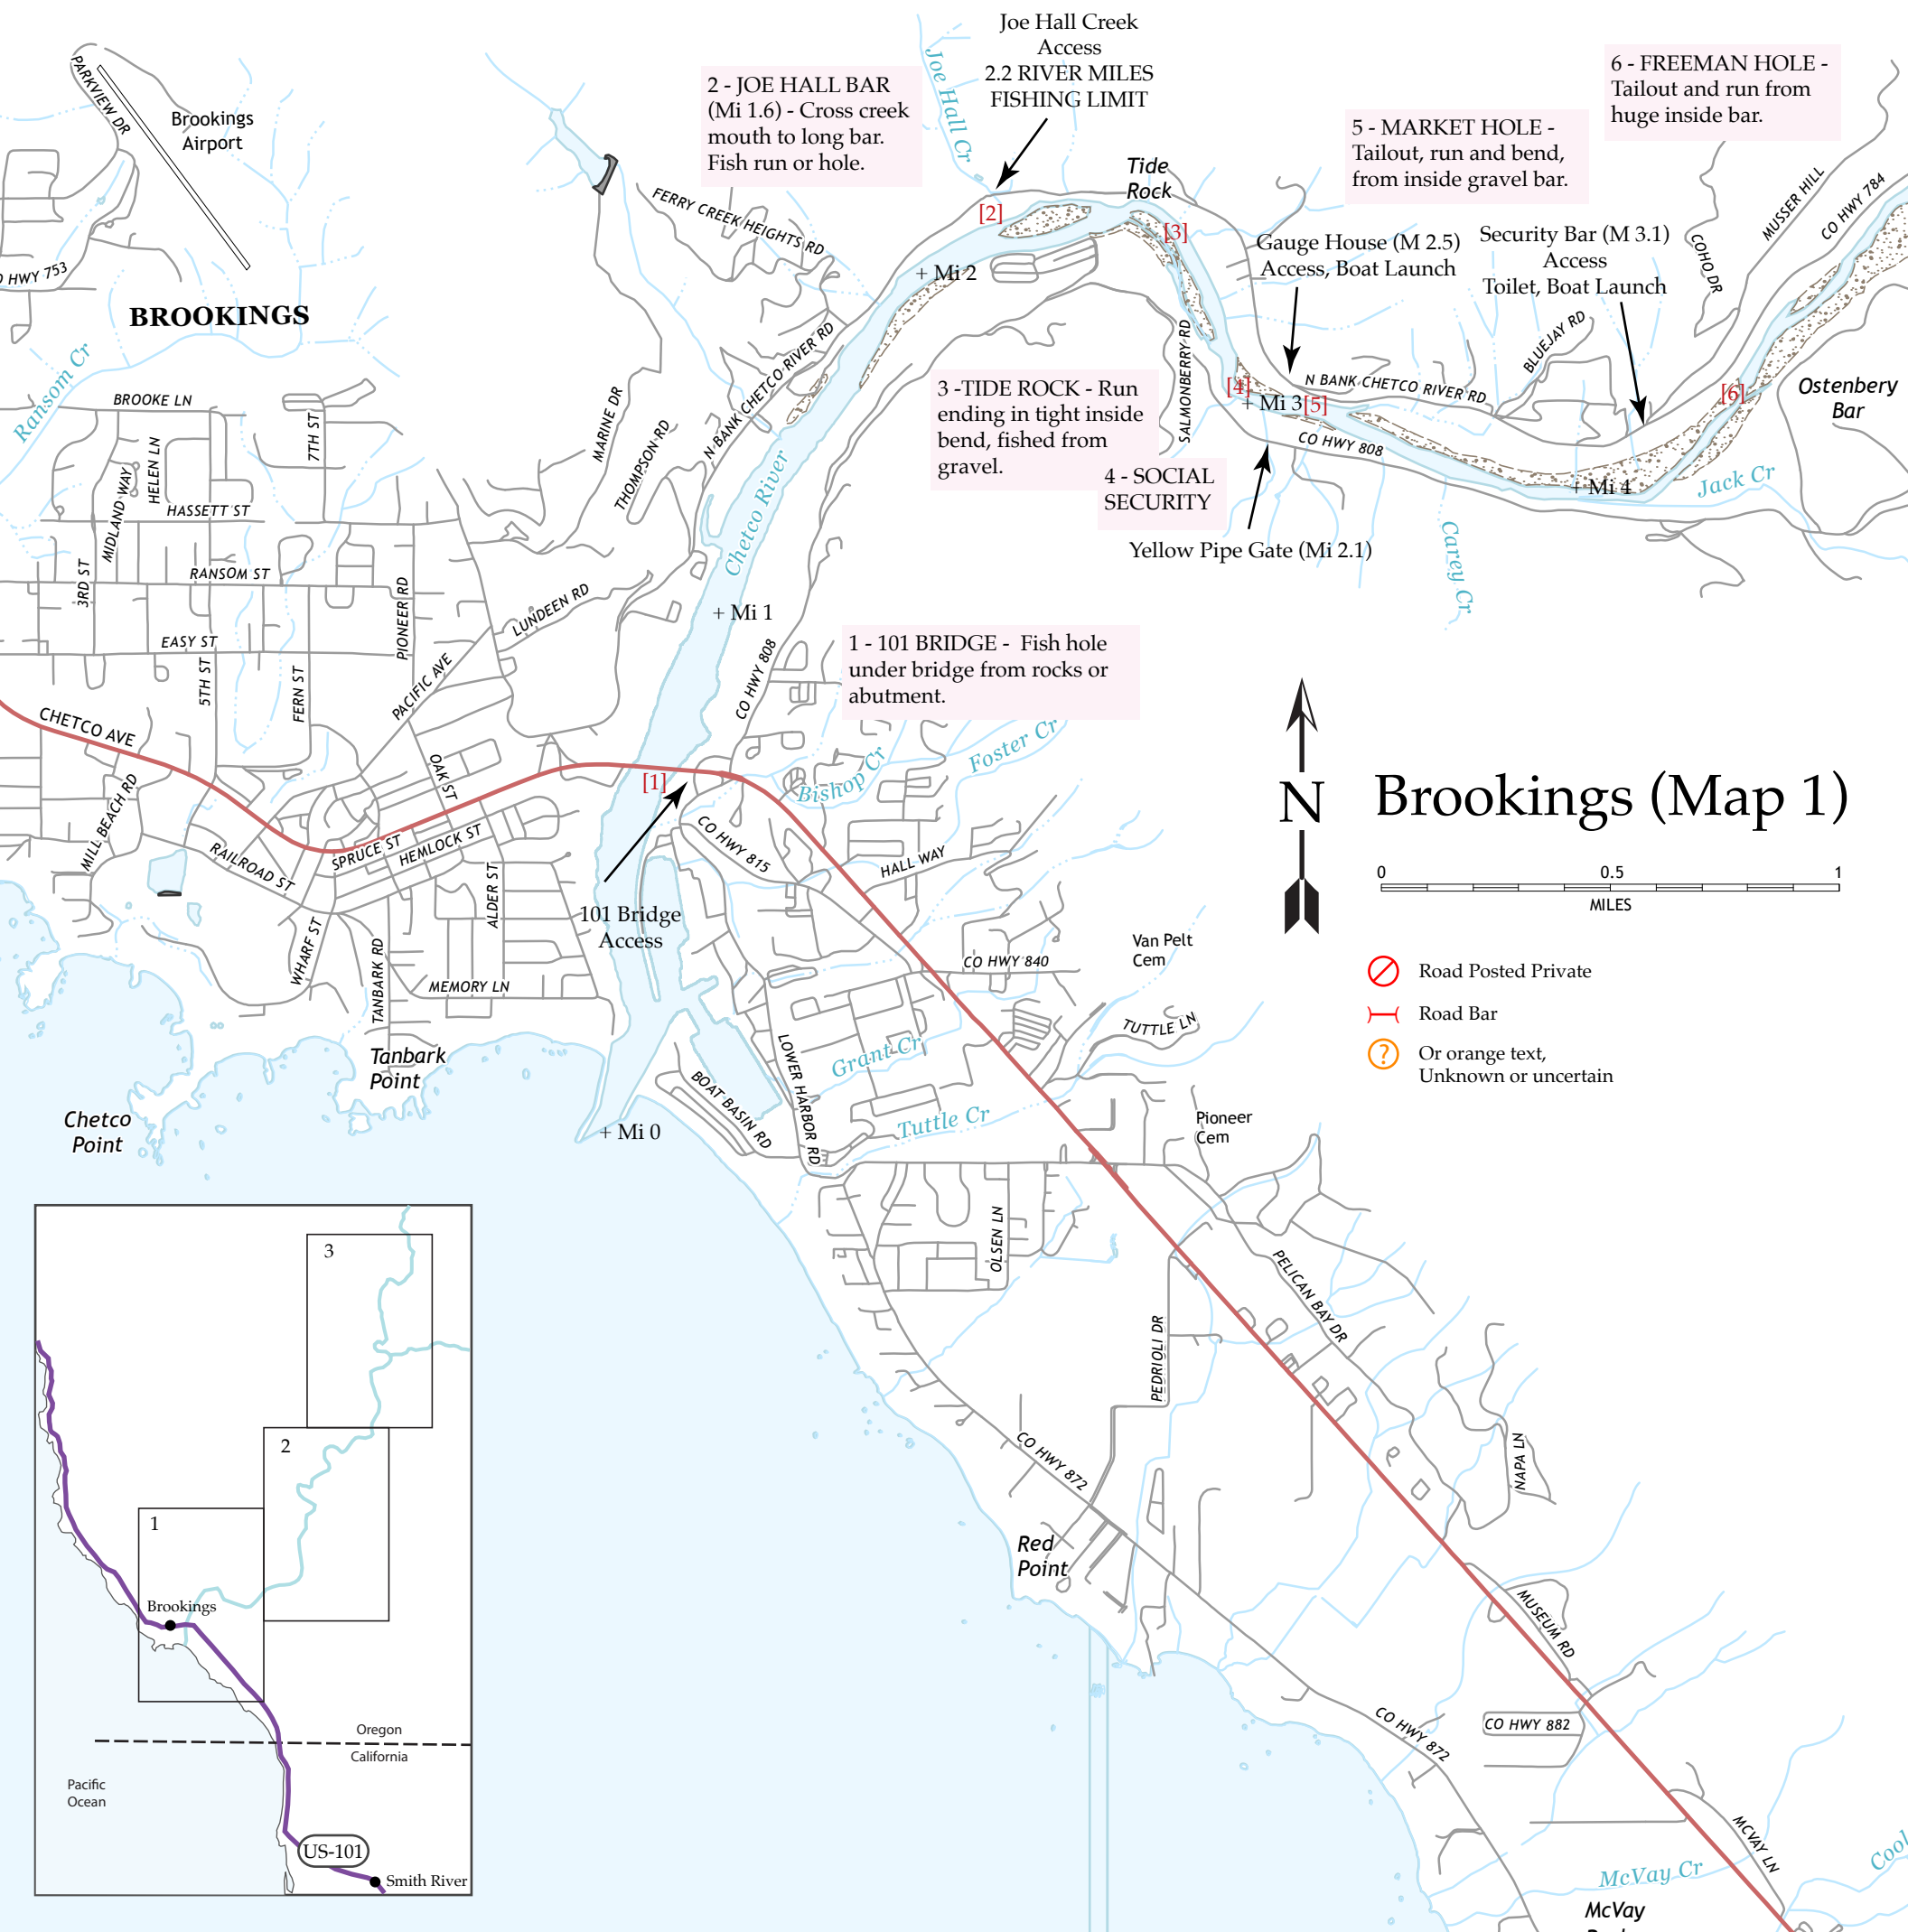 Joe Hall Creek
Access
2.2 RIVER MILES
FISHING LIMIT
2 - JOE HALL BAR
(Mi 1.6) - Cross creek
mouth to long bar.
Fish run or hole.
6 - FREEMAN HOLE -
Tailout and run from
huge inside bar.
5 - MARKET HOLE -
Tailout, run and bend,
from inside gravel bar.
PARKVIEW DR
Brookings
Airport
Joe Hall Cr
Tide
Rock
FERRY CREEK HEIGHTS RD
[2]
[3]
Gauge House (M 2.5)
Access, Boat Launch
Security Bar (M 3.1)
Access
Toilet, Boat Launch
MUSSER HILL
CO HWY 784
COHO DR
O HWY 753
+ Mi 2
BROOKINGS
Ransom Cr
N BANK CHETCO RIVER RD
SALMONBERRY RD
BLUEJAY RD
3 -TIDE ROCK - Run
ending in tight inside
bend, fished from
gravel.
[4]
+ Mi 3
[5]
N BANK CHETCO RIVER RD
[6]
Ostenbery
Bar
BROOKE LN
7TH ST
HELEN LN
MIDLAND WAY
HASSETT ST
MARINE DR
THOMPSON RD
Chetco River
4 - SOCIAL
SECURITY
CO HWY 808
+ Mi 4
Jack Cr
Yellow Pipe Gate (Mi 2.1)
Carey Cr
3RD ST
RANSOM ST
PIONEER RD
LUNDEEN RD
+ Mi 1
EASY ST
5TH ST
FERN ST
PACIFIC AVE
CO HWY 808
1 - 101 BRIDGE - Fish hole
under bridge from rocks or
abutment.
CHETCO AVE
OAK ST
[1]
Bishop Cr
Foster Cr
N
Brookings (Map 1)
MILL BEACH RD
RAILROAD ST
SPRUCE ST
HEMLOCK ST
ALDER ST
CO HWY 815
HALL WAY
0 0.5 1
MILES
101 Bridge
Access
WHARF ST
TANBARK RD
MEMORY LN
CO HWY 840
Van Pelt
Cem
Road Posted Private
Road Bar
?
Or orange text,
Unknown or uncertain
TUTTLE LN
Tanbark
Point
LOWER HARBOR RD
Grant Cr
BOAT BASIN RD
Tuttle Cr
Chetco
Point
+ Mi 0
Pioneer
Cem
OLSEN LN
PELICAN BAY DR
PEDRIOLI DR
NAPA LN
CO HWY 872
Red
Point
MUSEUM RD
CO HWY 882
CO HWY 872
MCVAY LN
McVay Cr
Cool
McVay
3
2
1
Brookings
Oregon
California
Pacific
Ocean
US-101
Smith River